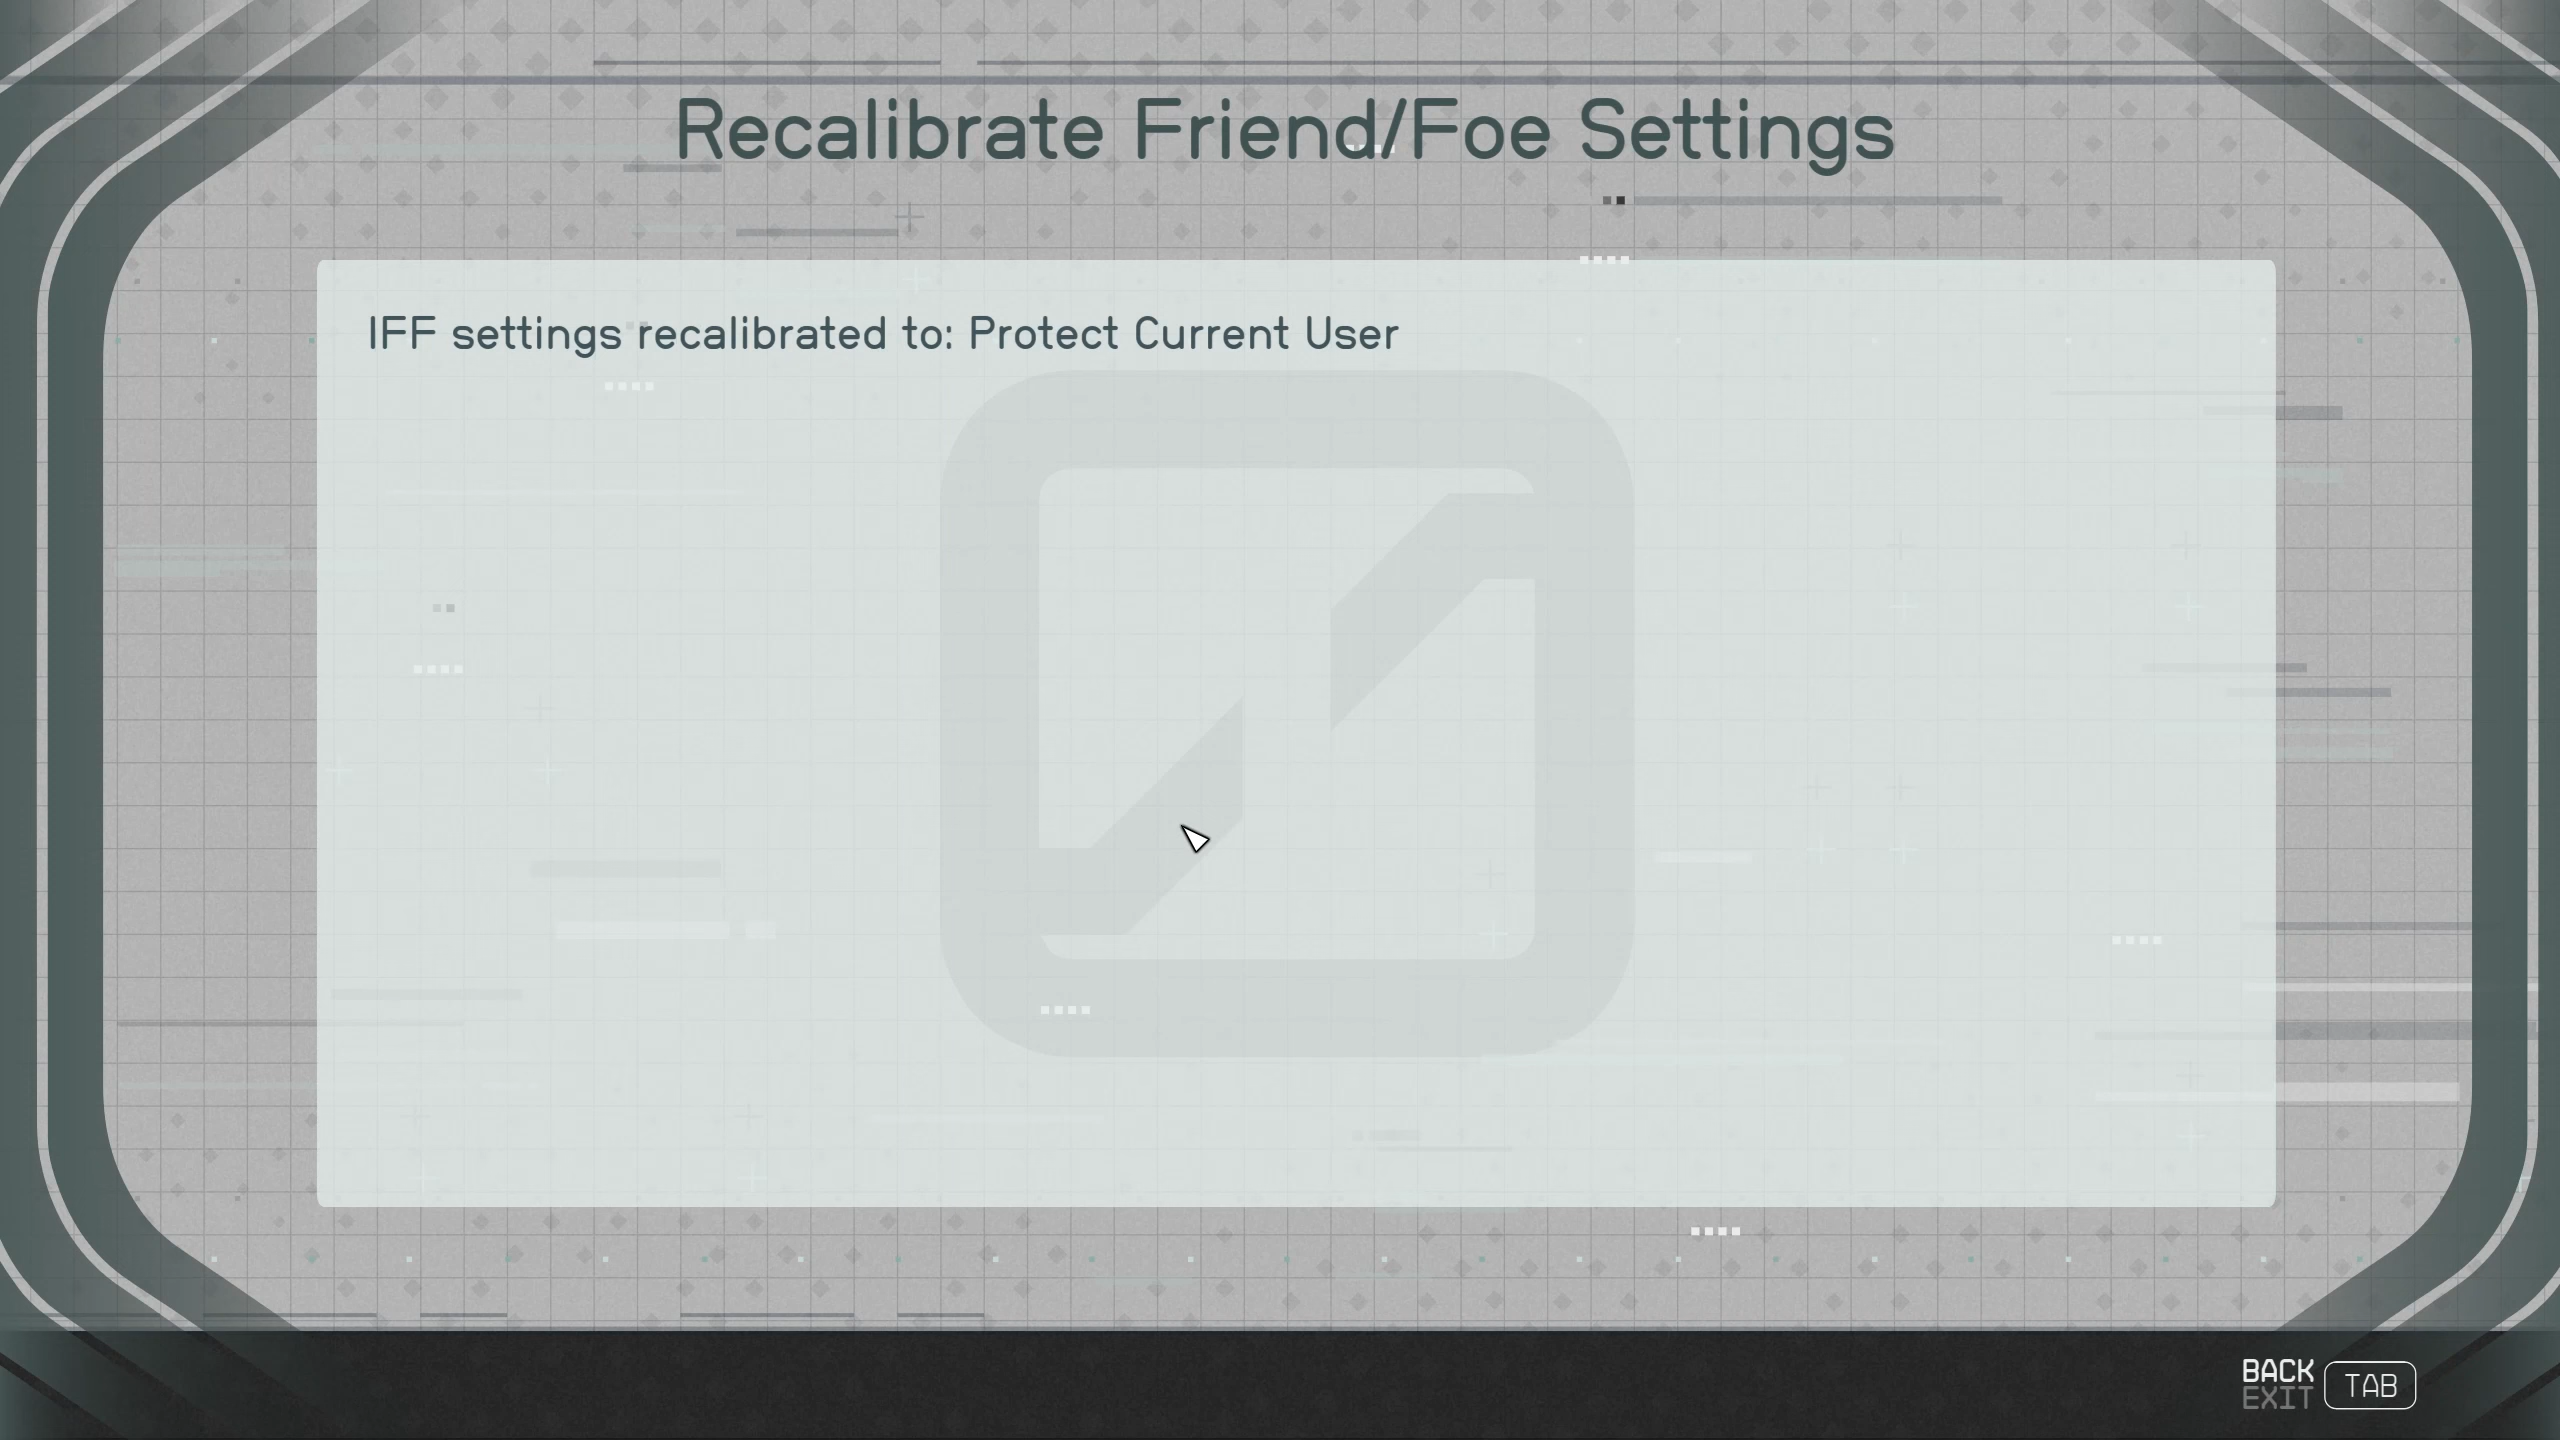 Recalibrate Friend/Foe Settings
IFF settings recalibrated to: Protect Current User
BACK
EXIT
TAB